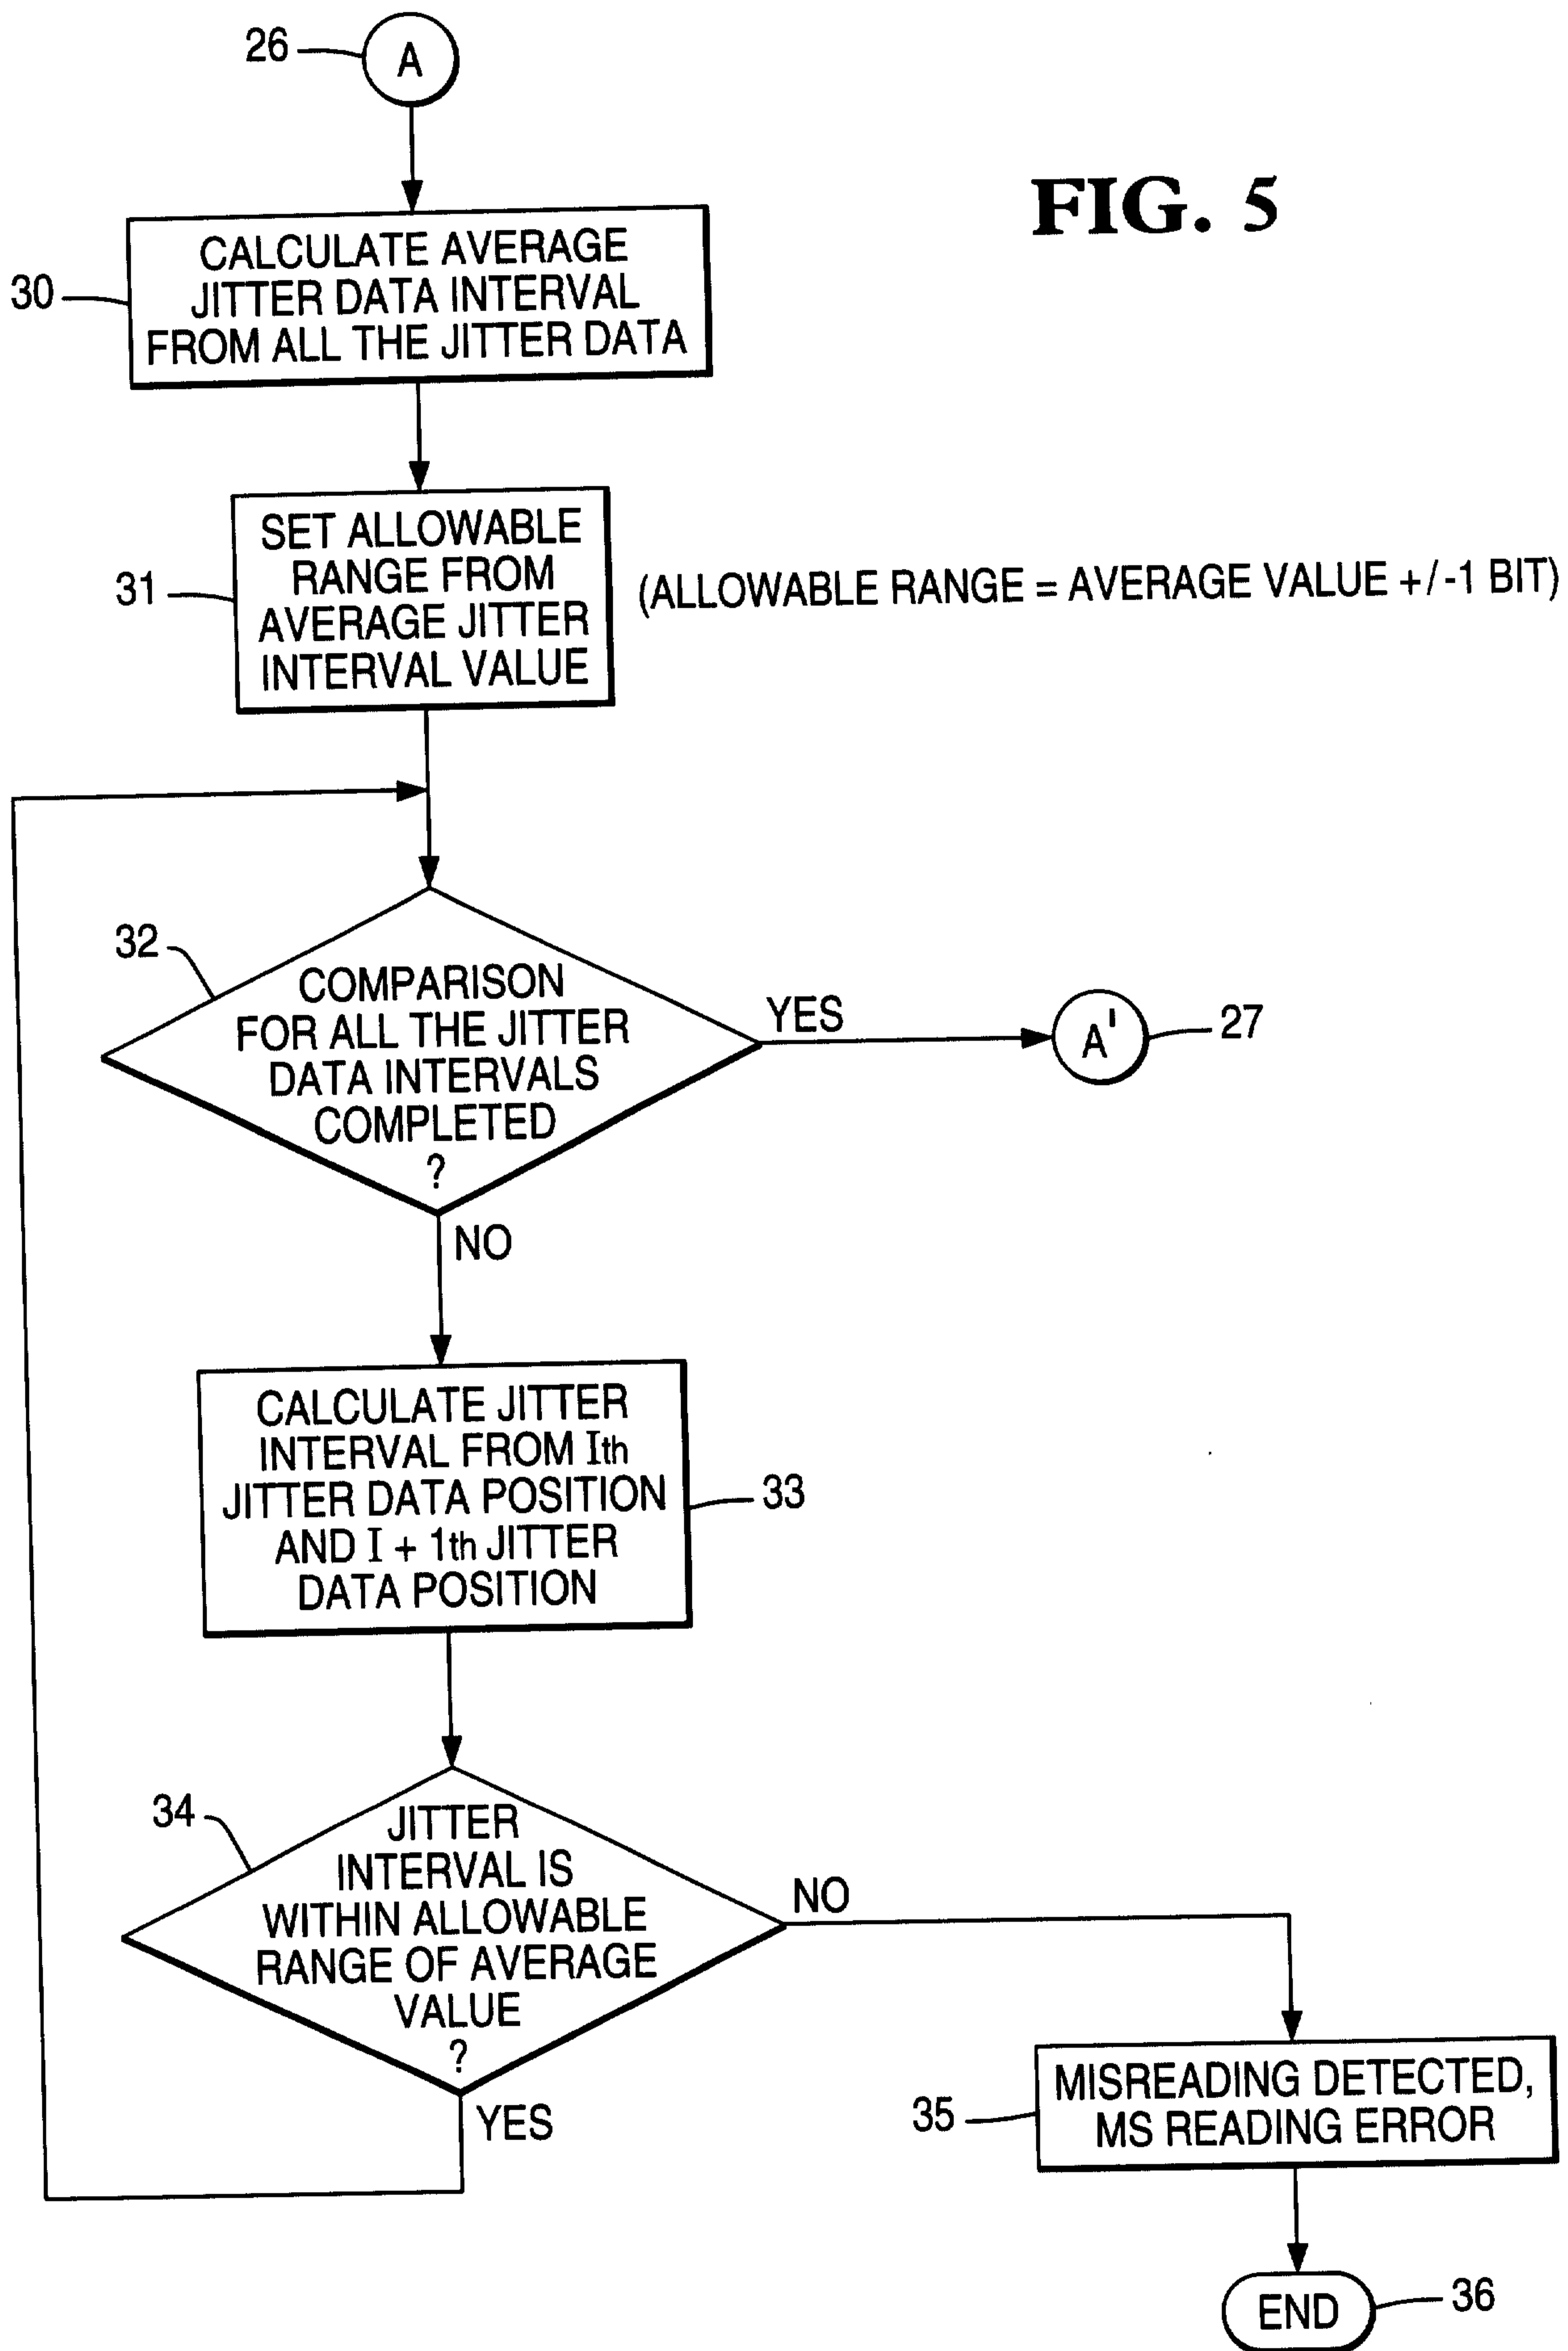 26
A
FIG. 5
30
CALCULATE AVERAGE
JITTER DATA INTERVAL
FROM ALL THE JITTER DATA
31
SET ALLOWABLE
RANGE FROM
AVERAGE JITTER
INTERVAL VALUE
(ALLOWABLE RANGE = AVERAGE VALUE +/-1 BIT)
32
COMPARISON
FOR ALL THE JITTER
DATA INTERVALS
COMPLETED
?
YES
A'
27
NO
CALCULATE JITTER
INTERVAL FROM Ith
JITTER DATA POSITION
AND I + 1th JITTER
DATA POSITION
33
34
JITTER
INTERVAL IS
WITHIN ALLOWABLE
RANGE OF AVERAGE
VALUE
?
NO
YES
35
MISREADING DETECTED,
MS READING ERROR
END
36